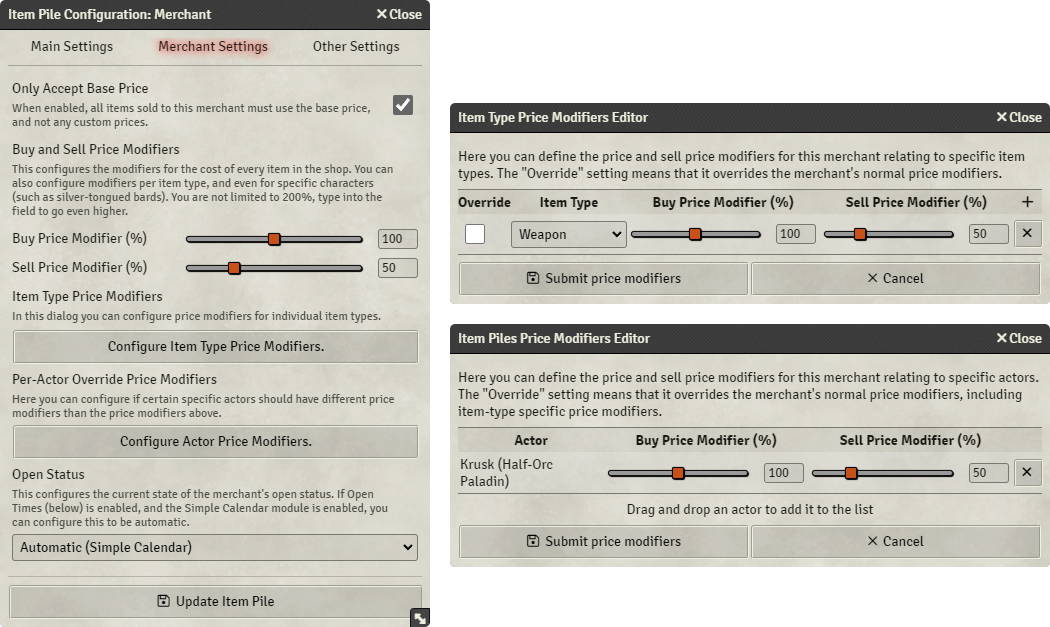 Item Pile Configuration: Merchant
Close
Main Settings
Merchant Settings
Other Settings
Only Accept Base Price
When enabled, all items sold to this merchant must use the base price,
and not any custom prices.
Buy and Sell Price Modifiers
This configures the modifiers for the cost of every item in the shop. You can
also configure modifiers per item type, and even for specific characters
(such as silver-tongued bards). You are not limited to 200%, type into the
field to go even higher.
Buy Price Modifier (%)
100
Sell Price Modifier (%)
50
Item Type Price Modifiers
In this dialog you can configure price modifiers for individual item types.
Configure Item Type Price Modifiers.
Per-Actor Override Price Modifiers
Here you can configure if certain specific actors should have different price
modifiers than the price modifiers above.
Configure Actor Price Modifiers.
Open Status
This configures the current state of the merchant's open status. If Open
Times (below) is enabled, and the Simple Calendar module is enabled, you
can configure this to be automatic.
Automatic (Simple Calendar)
Update Item Pile
Item Type Price Modifiers Editor
Close
Here you can define the price and sell price modifiers for this merchant relating to specific item
types. The "Override" setting means that it overrides the merchant's normal price modifiers.
Override
Item Type
Buy Price Modifier (%)
Sell Price Modifier (%)
Weapon
100
50
Submit price modifiers
Cancel
Item Piles Price Modifiers Editor
Close
Here you can define the price and sell price modifiers for this merchant relating to specific actors.
The "Override" setting means that it overrides the merchant's normal price modifiers, including
item-type specific price modifiers.
Actor
Buy Price Modifier (%)
Sell Price Modifier (%)
Krusk (Half-Orc
Paladin)
100
50
Drag and drop an actor to add it to the list
Submit price modifiers
Cancel